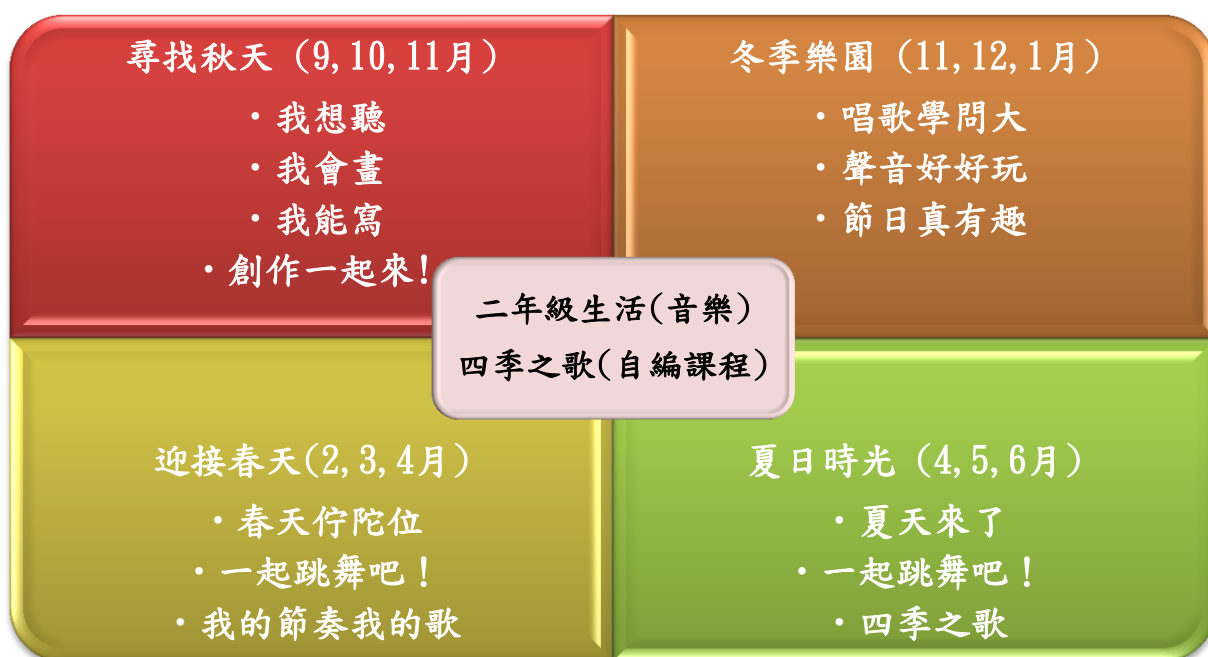 尋找秋天 (9,10,11月)
・我想聽
・我會畫
・我能寫
・創作一起來!
冬季樂園 (11,12,1月)
・唱歌學問大
・聲音好好玩
・節日真有趣
二年級生活(音樂)
四季之歌(自編課程)
迎接春天(2,3,4月)
・春天佇陀位
・一起跳舞吧！
・我的節奏我的歌
夏日時光 (4,5,6月)
・夏天來了
・一起跳舞吧！
・四季之歌